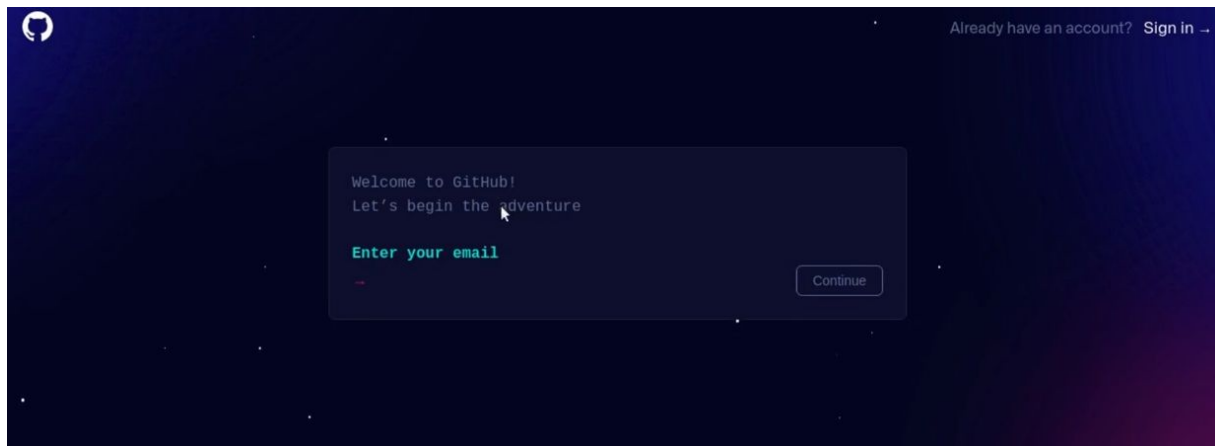 Already have an account? Sign in →
Welcome to GitHub!
Let's begin the adventure
Enter your email
→
Continue